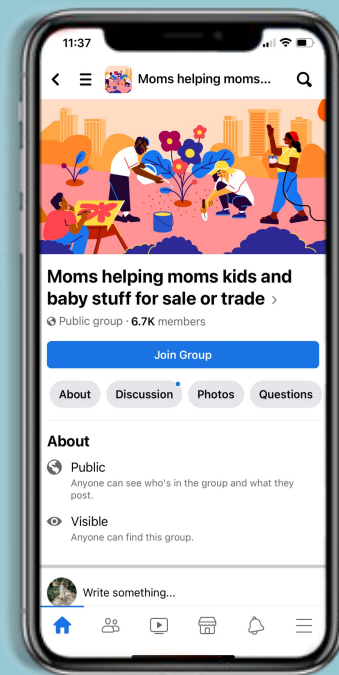 11:37
Moms helping moms...
Moms helping moms kids and
baby stuff for sale or trade
Public group · 6.7K members
Join Group
About Discussion Photos Questions
About
Public
Anyone can see who's in the group and what they
post.
Visible
Anyone can find this group.
Write something...